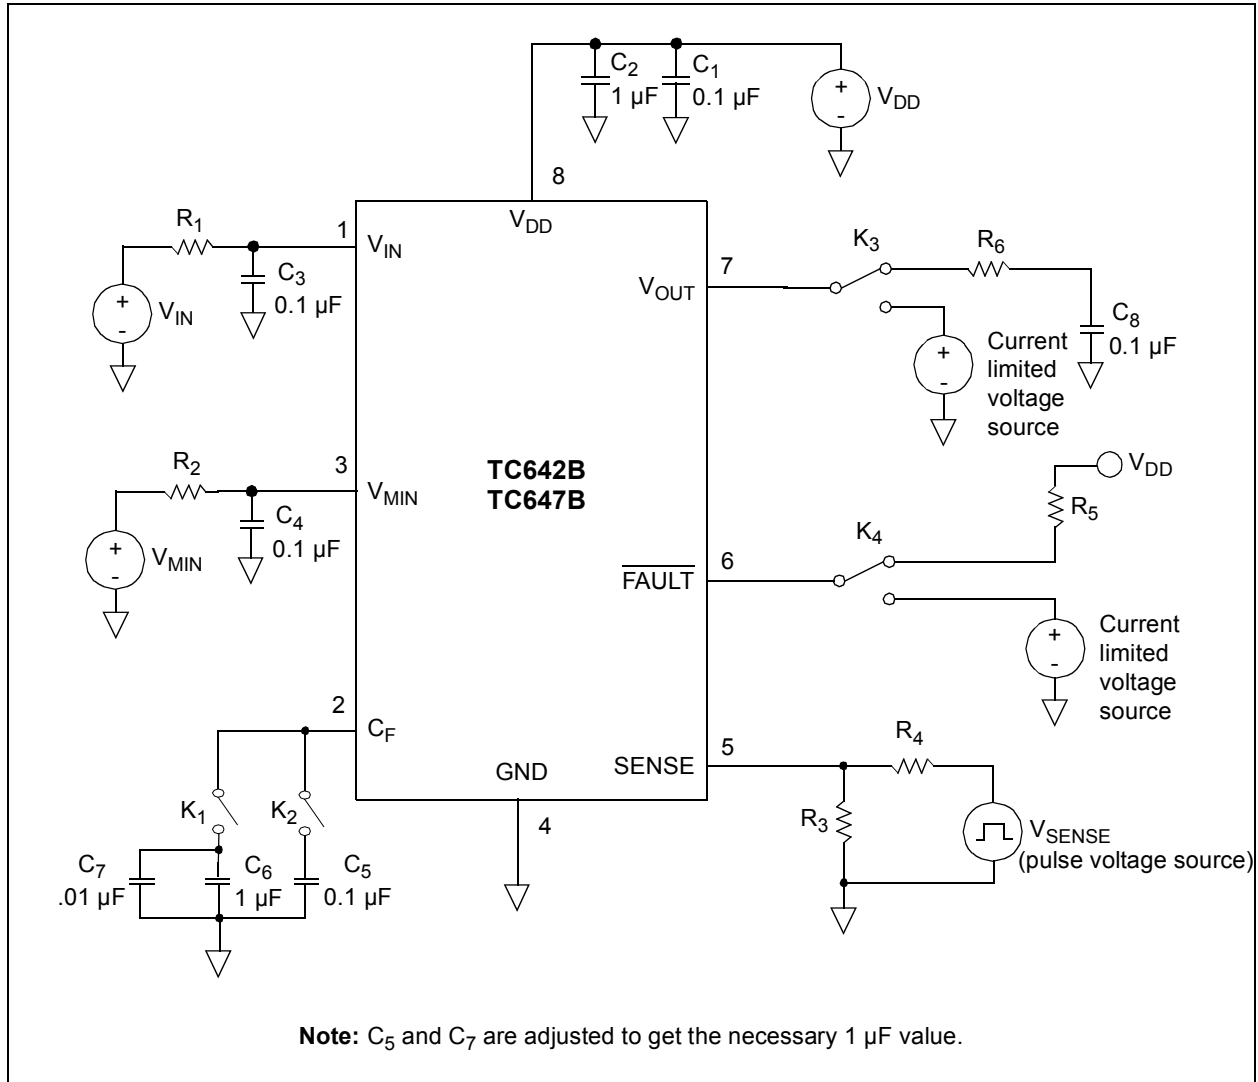 C2
1 µF
C1
0.1 µF
+
-
VDD
8
VDD
R1
1
VIN
C3
0.1 µF
+
-
VIN
7
VOUT
K3
R6
C8
0.1 µF
+
-
Current
limited
voltage
source
R2
3
VMIN
C4
0.1 µF
+
-
VMIN
TC642B
TC647B
VDD
R5
K4
6
FAULT
+
-
Current
limited
voltage
source
2
CF
K1
K2
C7
.01 µF
C6
1 µF
C5
0.1 µF
GND
4
SENSE
5
R4
R3
VSENSE
(pulse voltage source)
Note: C5 and C7 are adjusted to get the necessary 1 µF value.